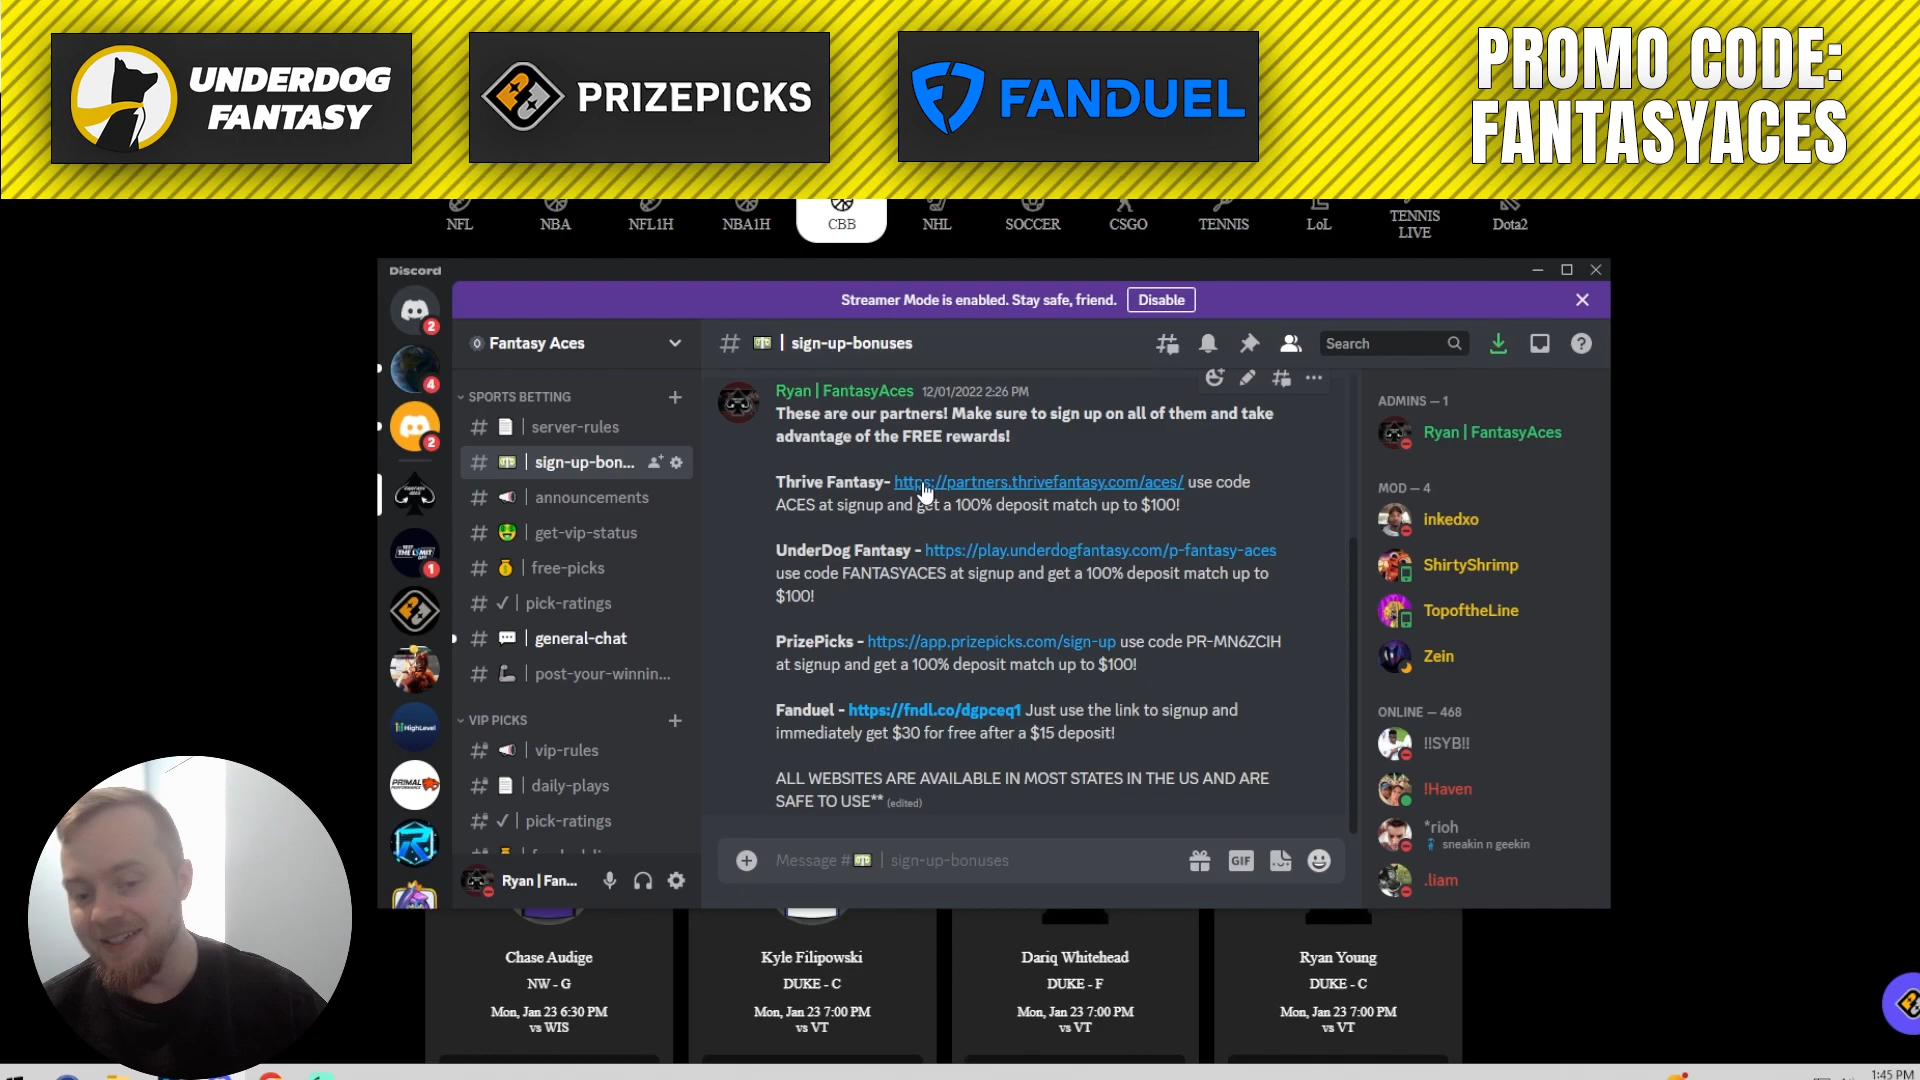 UNDERDOG
FANTASY
PRIZEPICKS
FANDUEL
PROMO CODE:
FANTASYACES
NFL
NBA
NFL1H
NBA1H
CBB
NHL
SOCCER
CSGO
TENNIS
LoL
TENNIS
LIVE
Dota2
Discord
Streamer Mode is enabled. Stay safe, friend.
Disable
Fantasy Aces
sign-up-bonuses
Search
2
4
2
1
HighLevel
PRIMAL
SPORTS BETTING
server-rules
sign-up-bon...
announcements
get-vip-status
free-picks
pick-ratings
general-chat
post-your-winnin...
VIP PICKS
vip-rules
daily-plays
pick-ratings
Ryan | Fan...
Ryan | FantasyAces 12/01/2022 2:26 PM
These are our partners! Make sure to sign up on all of them and take
advantage of the FREE rewards!
Thrive Fantasy- https://partners.thrivefantasy.com/aces/ use code
ACES at signup and get a 100% deposit match up to $100!
UnderDog Fantasy - https://play.underdogfantasy.com/p-fantasy-aces
use code FANTASYACES at signup and get a 100% deposit match up to
$100!
PrizePicks - https://app.prizepicks.com/sign-up use code PR-MN6ZCIH
at signup and get a 100% deposit match up to $100!
Fanduel - https://fndl.co/dgpceq1 Just use the link to signup and
immediately get $30 for free after a $15 deposit!
ALL WEBSITES ARE AVAILABLE IN MOST STATES IN THE US AND ARE
SAFE TO USE** (edited)
Message # | sign-up-bonuses
GIF
ADMINS — 1
Ryan | FantasyAces
MOD — 4
inkedxo
ShirtyShrimp
TopoftheLine
Zein
ONLINE — 468
!!SYB!!
!Haven
*rioh
sneakin n geekin
.liam
Chase Audige
NW - G
Mon, Jan 23 6:30 PM
vs WIS
Kyle Filipowski
DUKE - C
Mon, Jan 23 7:00 PM
vs VT
Dariq Whitehead
DUKE - F
Mon, Jan 23 7:00 PM
vs VT
Ryan Young
DUKE - C
Mon, Jan 23 7:00 PM
vs VT
1:45 PM